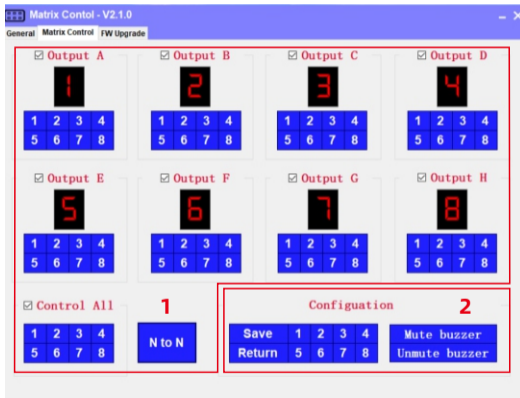 Matrix Contol - V2.1.0
General Matrix Control FW Upgrade
Output A Output B Output C Output D
1 2 3 4
1 2 3 4 1 2 3 4 1 2 3 4 1 2 3 4
5 6 7 8 5 6 7 8 5 6 7 8 5 6 7 8
Output E Output F Output G Output H
5 6 7 8
1 2 3 4 1 2 3 4 1 2 3 4 1 2 3 4
5 6 7 8 5 6 7 8 5 6 7 8 5 6 7 8
Control All 1 Configuation 2
1 2 3 4 N to N Save 1 2 3 4 Mute buzzer
5 6 7 8 Return 5 6 7 8 Unmute buzzer